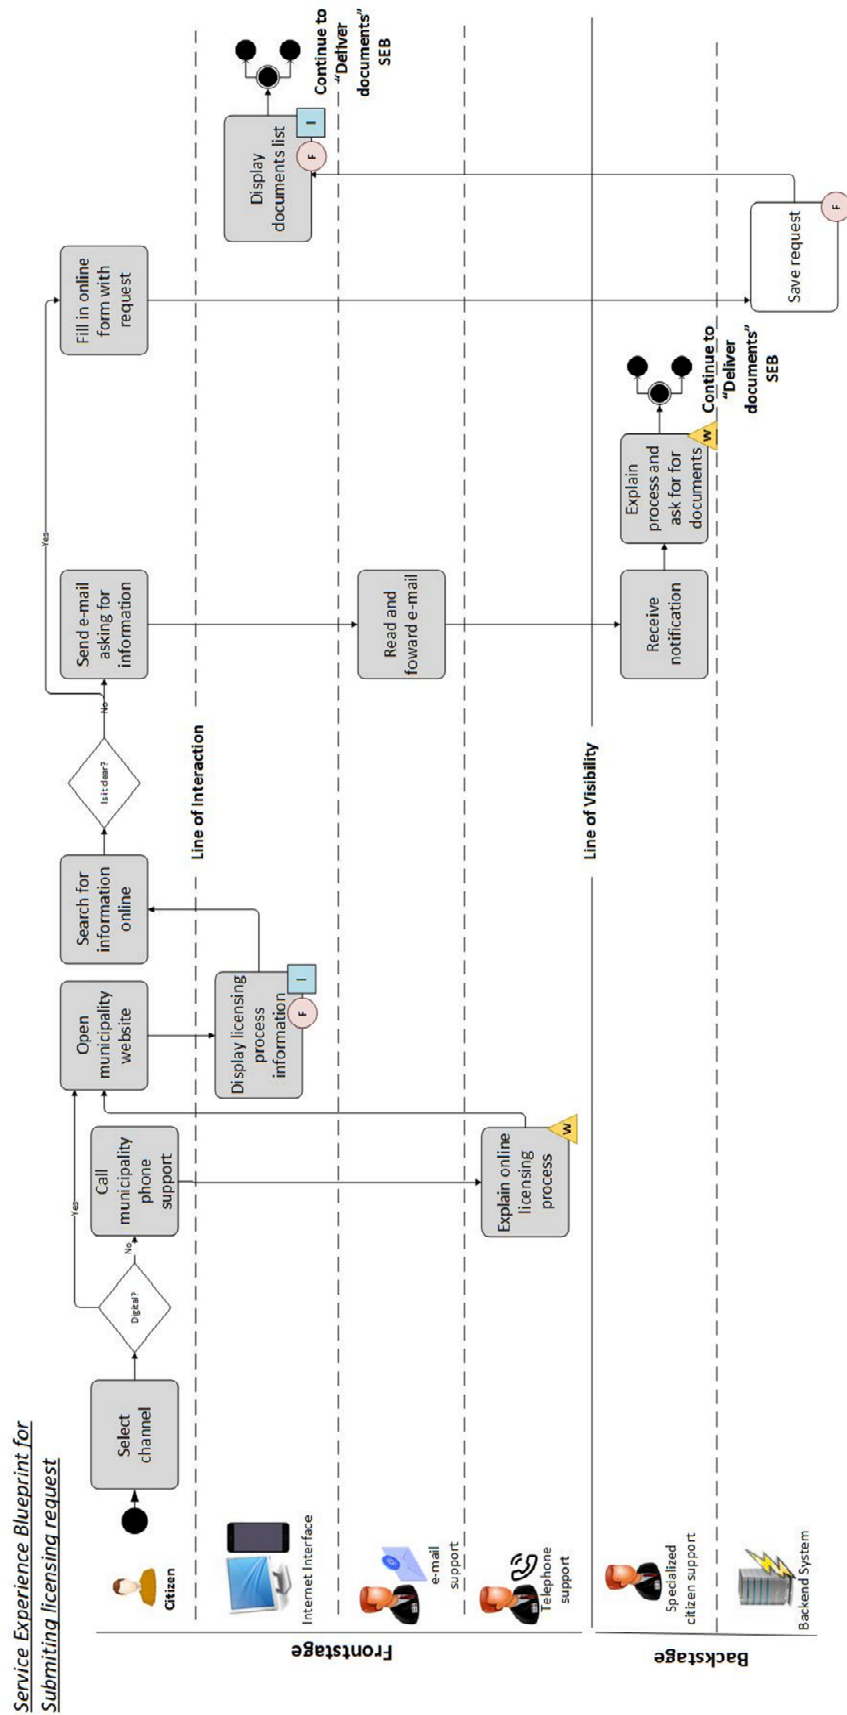 Service Experience Blueprint for
Submiting licensing request
Citizen
Select
channel
Digital?
Yes
No
Call
municipality
phone
support
Open
municipality
website
Search for
information
online
Is it clear?
Yes
No
Send e-mail
asking for
information
Fill in online
form with
request
Line of Interaction
Frontstage
Internet Interface
Display licensing
process
information
F
I
Display
documents list
F
I
Continue to
"Deliver
documents"
SEB
e-mail
support
Read and
foward e-mail
Telephone
support
Explain online
licensing
process
W
Line of Visibility
Backstage
Specialized
citizen support
Receive
notification
Explain
process and
ask for for
documents
W
Continue to
"Deliver
documents"
SEB
Backend System
Save request
F